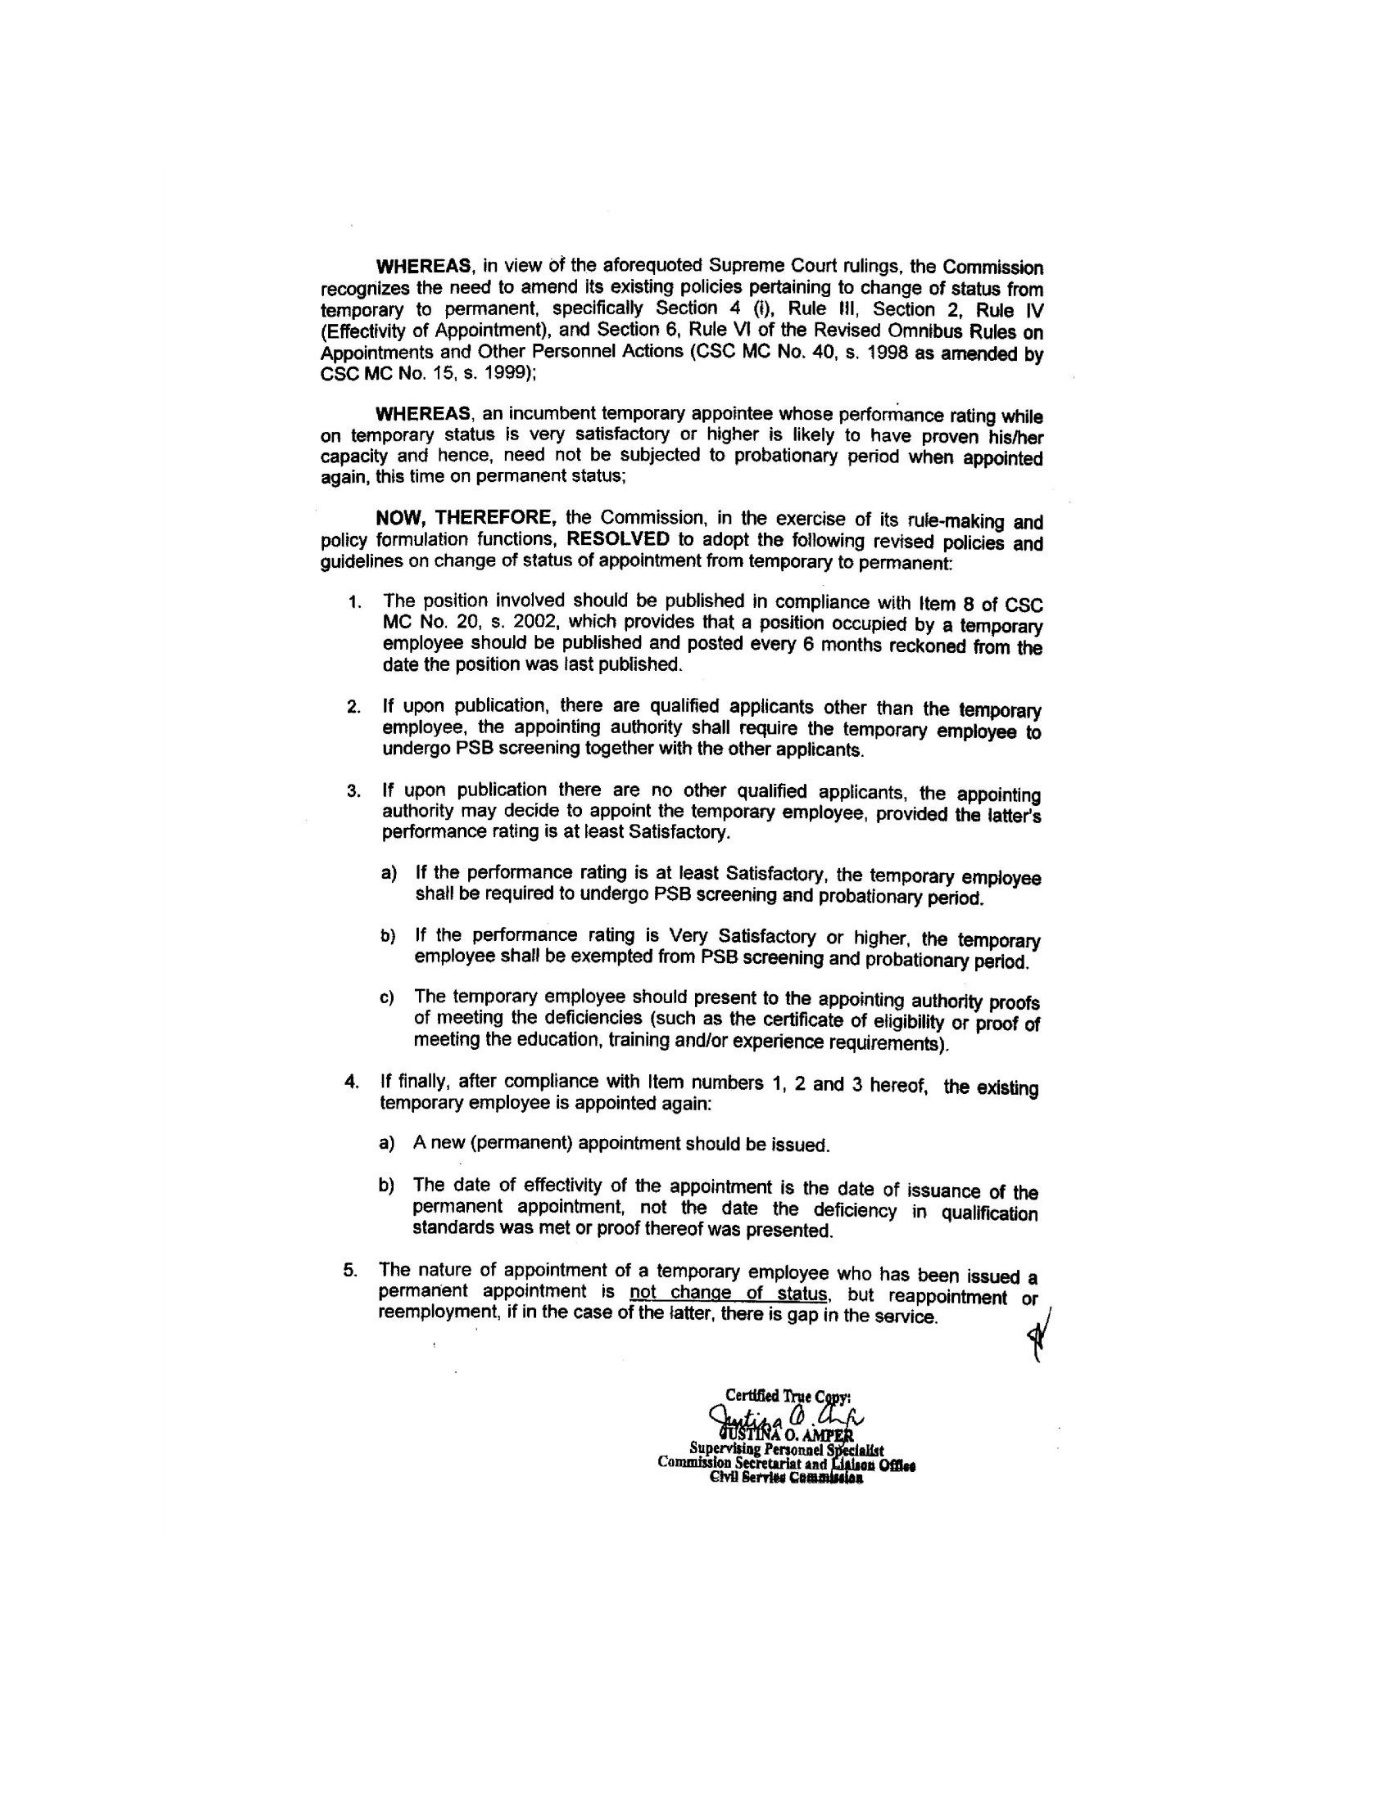 WHEREAS, in view of the aforequoted Supreme Court rulings, the Commission
recognizes the need to amend its existing policies pertaining to change of status from
temporary to permanent, specifically Section 4 (i), Rule III, Section 2, Rule IV
(Effectivity of Appointment), and Section 6, Rule VI of the Revised Omnibus Rules on
Appointments and Other Personnel Actions (CSC MC No. 40, s. 1998 as amended by
CSC MC No. 15, s. 1999);
WHEREAS, an incumbent temporary appointee whose performance rating while
on temporary status is very satisfactory or higher is likely to have proven his/her
capacity and hence, need not be subjected to probationary period when appointed
again, this time on permanent status;
NOW, THEREFORE, the Commission, in the exercise of its rule-making and
policy formulation functions, RESOLVED to adopt the following revised policies and
guidelines on change of status of appointment from temporary to permanent:
1. The position involved should be published in compliance with Item 8 of CSC
MC No. 20, s. 2002, which provides that a position occupied by a temporary
employee should be published and posted every 6 months reckoned from the
date the position was last published.
2. If upon publication, there are qualified applicants other than the temporary
employee, the appointing authority shall require the temporary employee to
undergo PSB screening together with the other applicants.
3. If upon publication there are no other qualified applicants, the appointing
authority may decide to appoint the temporary employee, provided the latter's
performance rating is at least Satisfactory.
a) If the performance rating is at least Satisfactory, the temporary employee
shall be required to undergo PSB screening and probationary period.
b) If the performance rating is Very Satisfactory or higher, the temporary
employee shall be exempted from PSB screening and probationary period.
c) The temporary employee should present to the appointing authority proofs
of meeting the deficiencies (such as the certificate of eligibility or proof of
meeting the education, training and/or experience requirements).
4. If finally, after compliance with Item numbers 1, 2 and 3 hereof, the existing
temporary employee is appointed again:
a) A new (permanent) appointment should be issued.
b) The date of effectivity of the appointment is the date of issuance of the
permanent appointment, not the date the deficiency in qualification
standards was met or proof thereof was presented.
5. The nature of appointment of a temporary employee who has been issued a
permanent appointment is not change of status, but reappointment or
reemployment, if in the case of the latter, there is gap in the service.
Certified True Copy:
JUSTINA O. AMPER
Supervising Personnel Specialist
Commission Secretariat and Liaison Office
Civil Service Commission